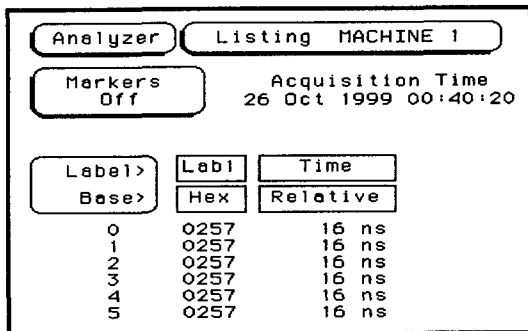 Analyzer Listing MACHINE 1
Markers Off Acquisition Time
26 Oct 1999 00:40:20
Label> Lab1 Time
Base> Hex Relative
0 0257 16 ns
1 0257 16 ns
2 0257 16 ns
3 0257 16 ns
4 0257 16 ns
5 0257 16 ns